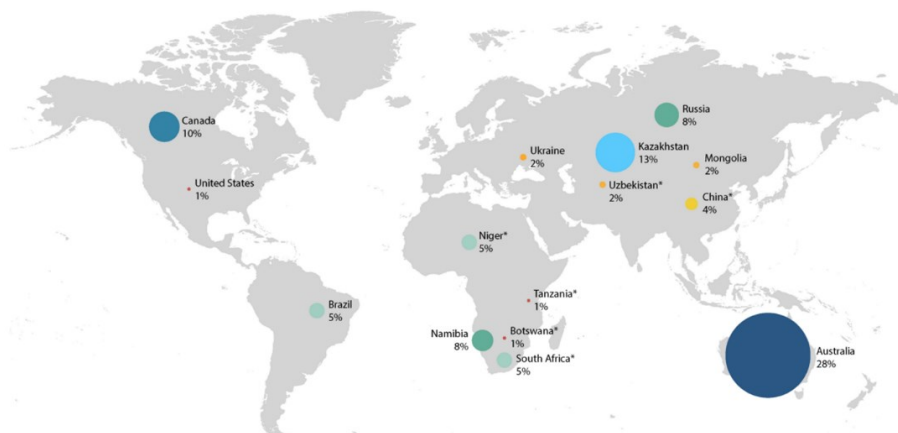 Canada
10%
United States
1%
Brazil
5%
Ukraine
2%
Russia
8%
Kazakhstan
13%
Uzbekistan*
2%
Mongolia
2%
China*
4%
Niger*
5%
Tanzania*
1%
Namibia
8%
Botswana*
1%
South Africa*
5%
Australia
28%